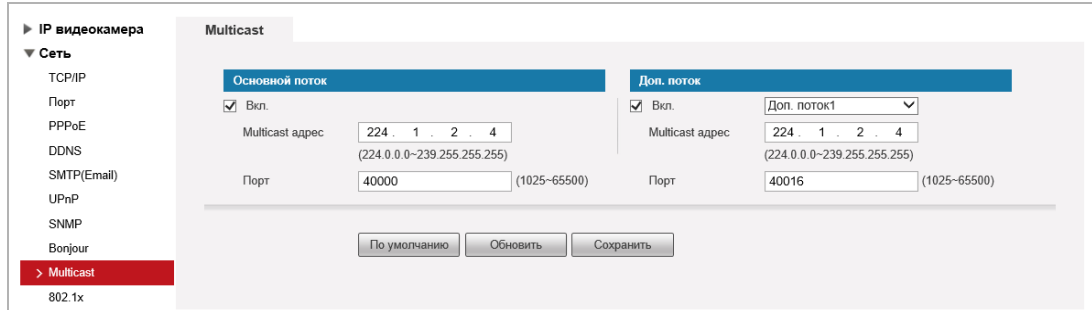 IP видеокамера
Сеть
TCP/IP
Порт
PPPoE
DDNS
SMTP(Email)
UPnP
SNMP
Bonjour
Multicast
802.1x
Multicast
Основной поток
Вкл.
Multicast адрес 224 . 1 . 2 . 4
(224.0.0.0~239.255.255.255)
Порт 40000 (1025~65500)
Доп. поток
Вкл. Доп. поток1
Multicast адрес 224 . 1 . 2 . 4
(224.0.0.0~239.255.255.255)
Порт 40016 (1025~65500)
По умолчанию Обновить Сохранить